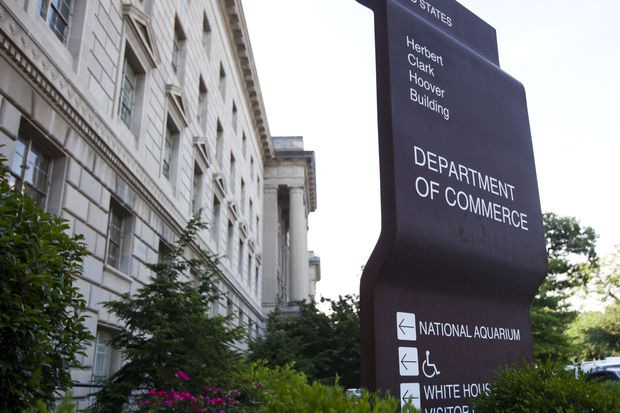 STATES
Herbert
Clark
Hoover
Building
DEPARTMENT
OF COMMERCE
NATIONAL AQUARIUM
WHITE HOUS
VISITOR